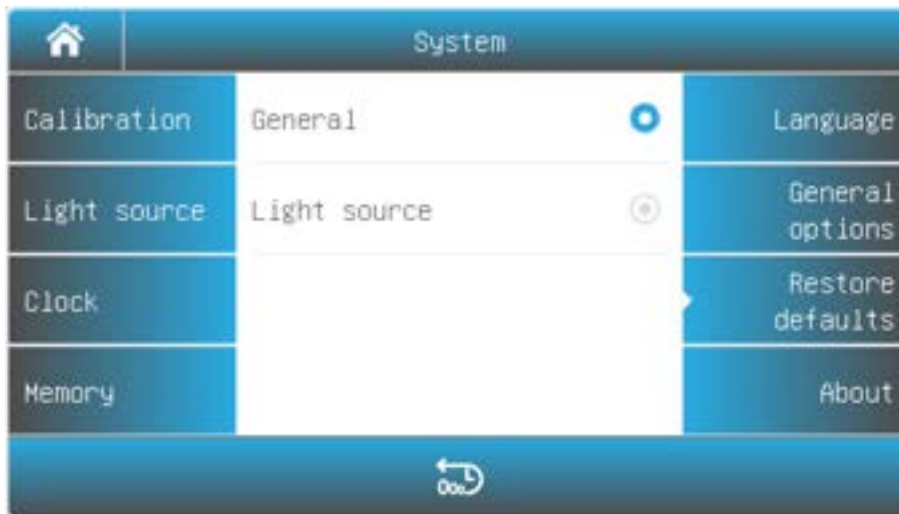 System
Calibration
General
Language
Light source
Light source
General
options
Clock
Restore
defaults
Memory
About